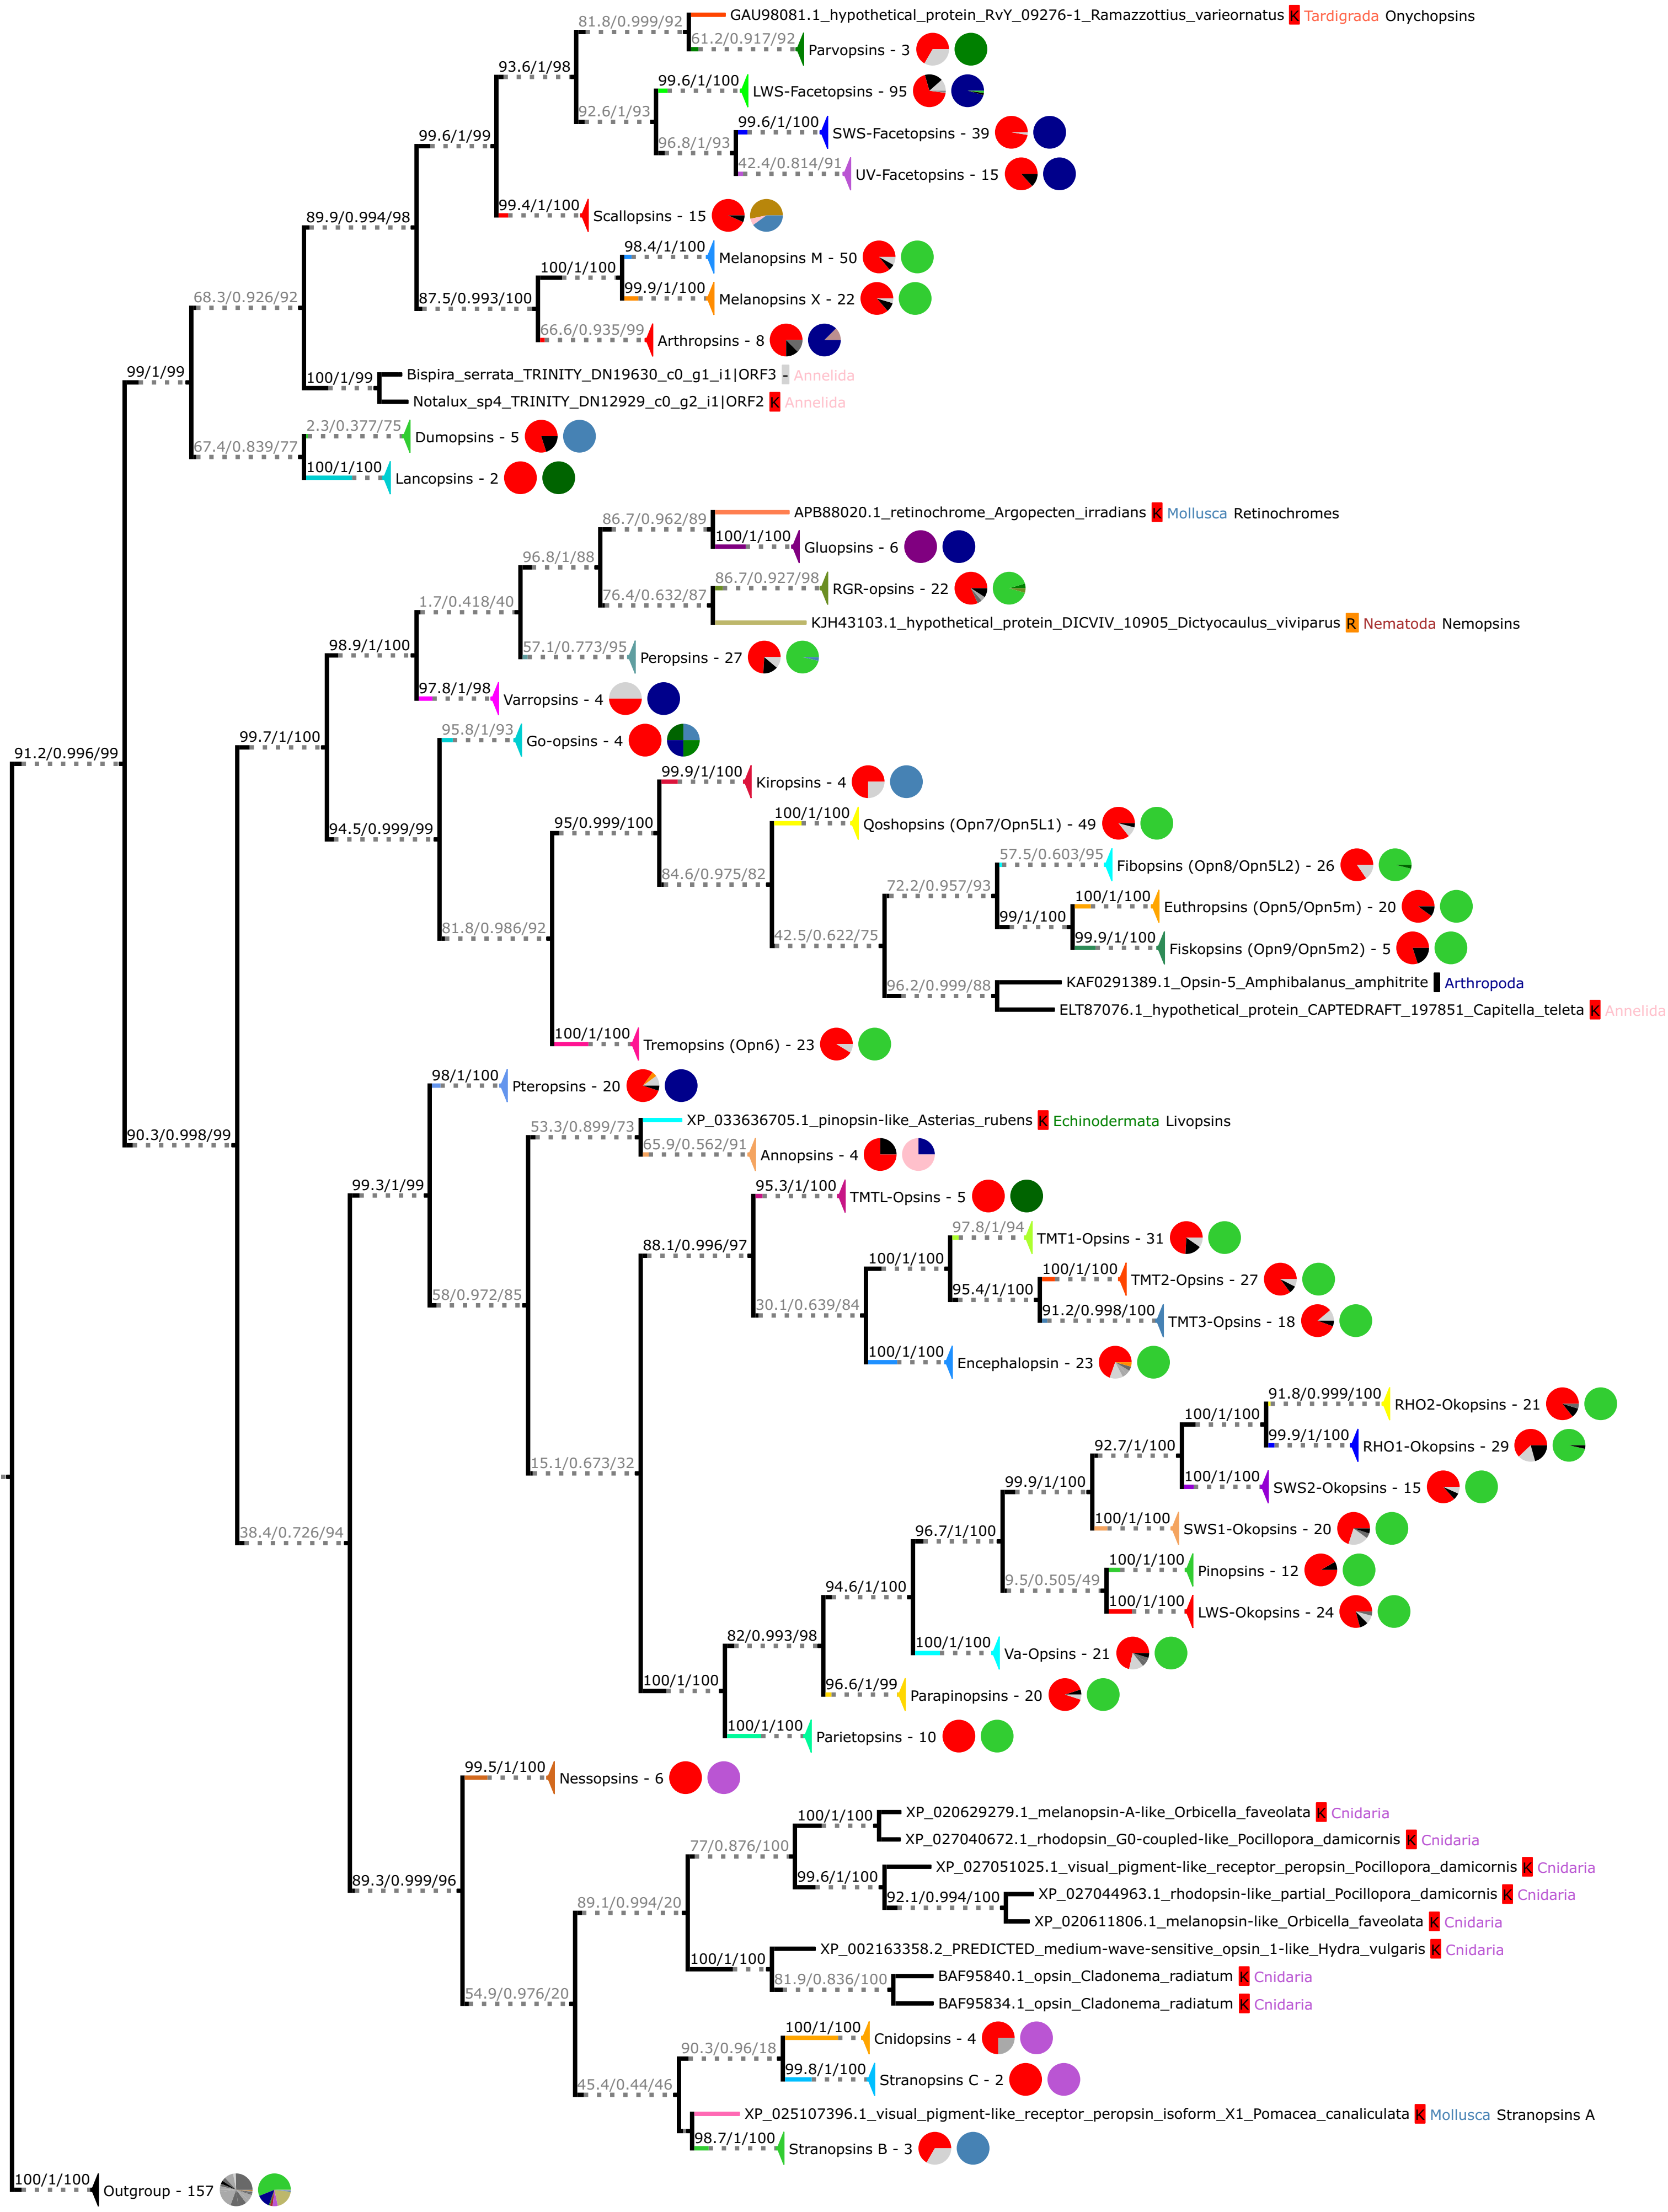 81.8/0.999/92
GAU98081.1_hypothetical_protein_RvY_09276-1_Ramazzottius_varieornatus K Tardigrada Onychopsins
61.2/0.917/92 Parvopsins - 3
93.6/1/98
99.6/1/100 LWS-Facetopsins - 95
92.6/1/93
99.6/1/100 SWS-Facetopsins - 39
99.6/1/99
96.8/1/93
42.4/0.814/91 UV-Facetopsins - 15
99.4/1/100 Scallopsins - 15
89.9/0.994/98
98.4/1/100 Melanopsins M - 50
100/1/100
99.9/1/100 Melanopsins X - 22
68.3/0.926/92
87.5/0.993/100
66.6/0.935/99 Arthropsins - 8
99/1/99
100/1/99
Bispira_serrata_TRINITY_DN19630_c0_g1_i1|ORF3 - Annelida
Notalux_sp4_TRINITY_DN12929_c0_g2_i1|ORF2 K Annelida
2.3/0.377/75 Dumopsins - 5
67.4/0.839/77
100/1/100 Lancopsins - 2
86.7/0.962/89
APB88020.1_retinochrome_Argopecten_irradians K Mollusca Retinochromes
100/1/100 Gluopsins - 6
96.8/1/88
86.7/0.927/98 RGR-opsins - 22
1.7/0.418/40
76.4/0.632/87
KJH43103.1_hypothetical_protein_DICVIV_10905_Dictyocaulus_viviparus R Nematoda Nemopsins
98.9/1/100
57.1/0.773/95 Peropsins - 27
97.8/1/98 Varropsins - 4
99.7/1/100
95.8/1/93 Go-opsins - 4
91.2/0.996/99
99.9/1/100 Kiropsins - 4
94.5/0.999/99
95/0.999/100
100/1/100 Qoshopsins (Opn7/Opn5L1) - 49
57.5/0.603/95 Fibopsins (Opn8/Opn5L2) - 26
84.6/0.975/82
72.2/0.957/93
100/1/100 Euthropsins (Opn5/Opn5m) - 20
99/1/100
81.8/0.986/92
42.5/0.622/75
99.9/1/100 Fiskopsins (Opn9/Opn5m2) - 5
96.2/0.999/88
KAF0291389.1_Opsin-5_Amphibalanus_amphitrite Arthropoda
ELT87076.1_hypothetical_protein_CAPTEDRAFT_197851_Capitella_teleta K Annelida
100/1/100 Tremopsins (Opn6) - 23
98/1/100 Pteropsins - 20
90.3/0.998/99
53.3/0.899/73
XP_033636705.1_pinopsin-like_Asterias_rubens K Echinodermata Livopsins
65.9/0.562/91 Annopsins - 4
99.3/1/99
95.3/1/100 TMTL-Opsins - 5
97.8/1/94 TMT1-Opsins - 31
88.1/0.996/97
100/1/100
100/1/100 TMT2-Opsins - 27
58/0.972/85
95.4/1/100
30.1/0.639/84
91.2/0.998/100 TMT3-Opsins - 18
100/1/100 Encephalopsin - 23
91.8/0.999/100 RHO2-Okopsins - 21
100/1/100
99.9/1/100 RHO1-Okopsins - 29
92.7/1/100
15.1/0.673/32
100/1/100 SWS2-Okopsins - 15
99.9/1/100
100/1/100 SWS1-Okopsins - 20
38.4/0.726/94
96.7/1/100
100/1/100 Pinopsins - 12
9.5/0.505/49
94.6/1/100
100/1/100 LWS-Okopsins - 24
82/0.993/98
100/1/100 Va-Opsins - 21
100/1/100
96.6/1/99 Parapinopsins - 20
100/1/100 Parietopsins - 10
99.5/1/100 Nessopsins - 6
100/1/100
XP_020629279.1_melanopsin-A-like_Orbicella_faveolata K Cnidaria
77/0.876/100
XP_027040672.1_rhodopsin_G0-coupled-like_Pocillopora_damicornis K Cnidaria
99.6/1/100
XP_027051025.1_visual_pigment-like_receptor_peropsin_Pocillopora_damicornis K Cnidaria
89.3/0.999/96
92.1/0.994/100
XP_027044963.1_rhodopsin-like_partial_Pocillopora_damicornis K Cnidaria
89.1/0.994/20
XP_020611806.1_melanopsin-like_Orbicella_faveolata K Cnidaria
100/1/100
XP_002163358.2_PREDICTED_medium-wave-sensitive_opsin_1-like_Hydra_vulgaris K Cnidaria
81.9/0.836/100
BAF95840.1_opsin_Cladonema_radiatum K Cnidaria
54.9/0.976/20
BAF95834.1_opsin_Cladonema_radiatum K Cnidaria
100/1/100 Cnidopsins - 4
90.3/0.96/18
99.8/1/100 Stranopsins C - 2
45.4/0.44/46
XP_025107396.1_visual_pigment-like_receptor_peropsin_isoform_X1_Pomacea_canaliculata K Mollusca Stranopsins A
98.7/1/100 Stranopsins B - 3
100/1/100 Outgroup - 157